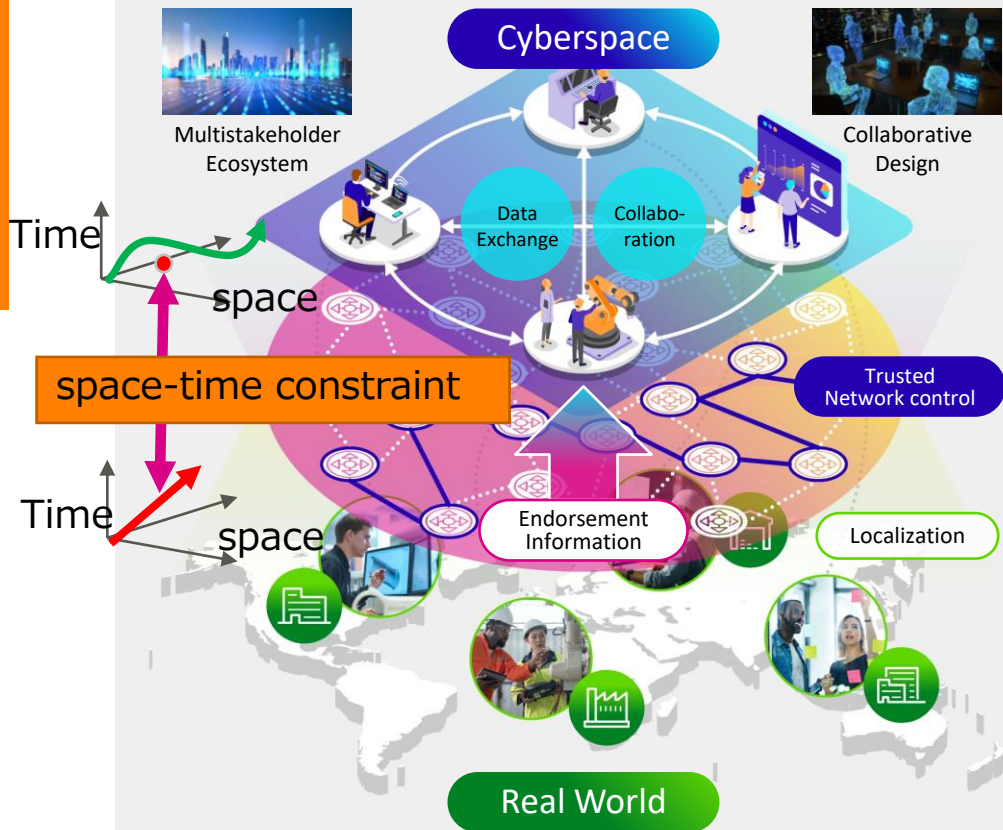 Cyberspace
Multistakeholder
Ecosystem
Collaborative
Design
Data
Exchange
Collabo-
ration
Time
space
space-time constraint
Trusted
Network control
Time
space
Endorsement
Information
Localization
Real World